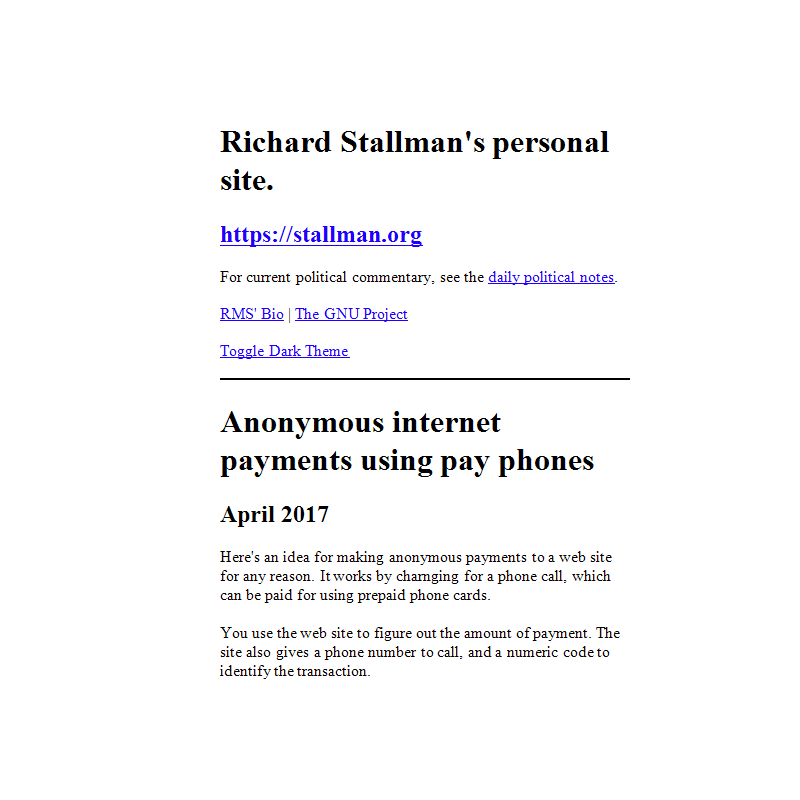 Richard Stallman's personal
site.
https://stallman.org
For current political commentary, see the daily political notes.
RMS' Bio | The GNU Project
Toggle Dark Theme
Anonymous internet
payments using pay phones
April 2017
Here's an idea for making anonymous payments to a web site
for any reason. It works by charnging for a phone call, which
can be paid for using prepaid phone cards.
You use the web site to figure out the amount of payment. The
site also gives a phone number to call, and a numeric code to
identify the transaction.